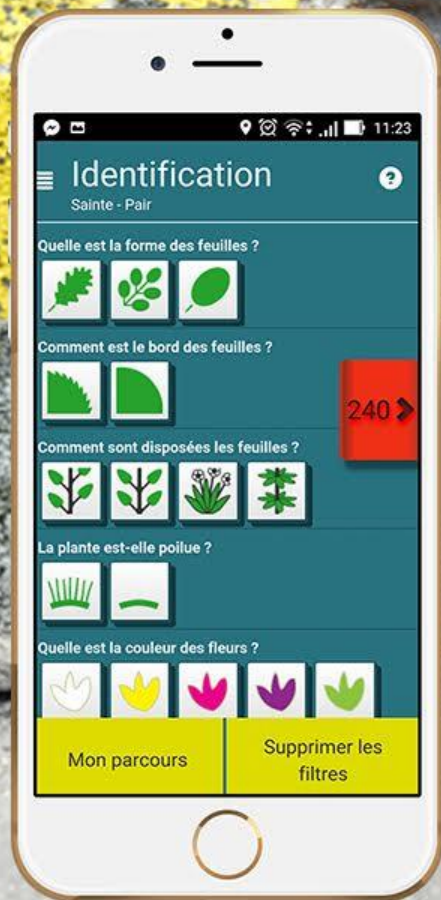 11:23
Identification
?
Sainte - Pair
Quelle est la forme des feuilles ?
Comment est le bord des feuilles ?
240
Comment sont disposées les feuilles ?
La plante est-elle poilue ?
Quelle est la couleur des fleurs ?
Mon parcours
Supprimer les
filtres